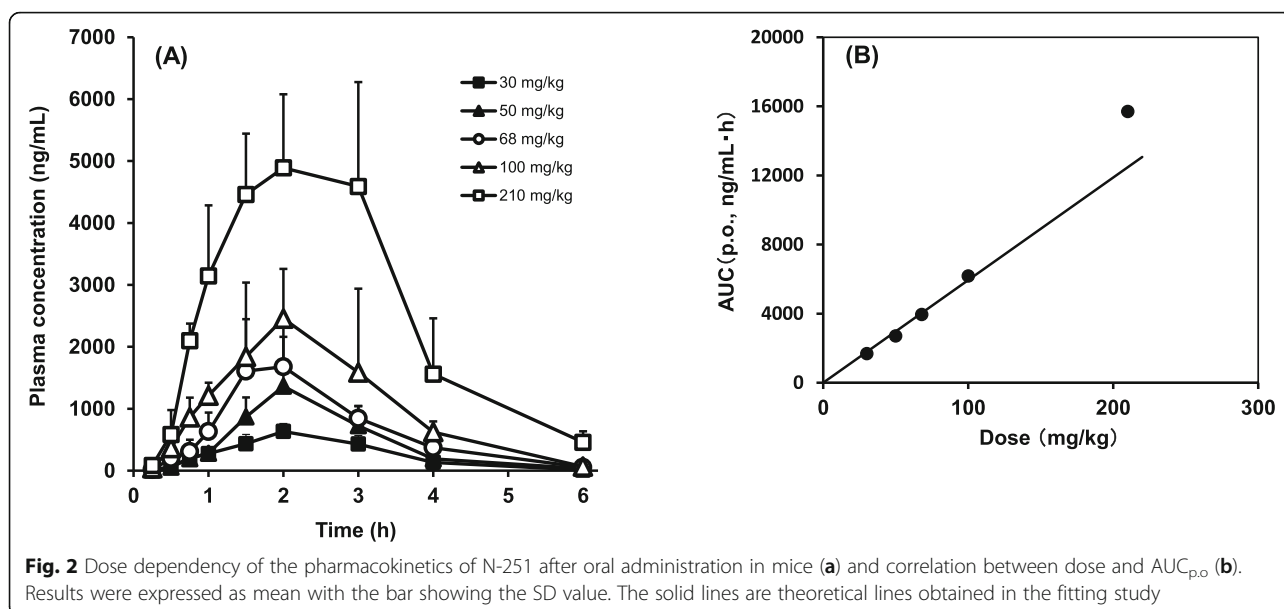 (A)
Plasma concentration (ng/mL)
7000
6000
5000
4000
3000
2000
1000
0
30 mg/kg
50 mg/kg
68 mg/kg
100 mg/kg
210 mg/kg
0 1 2 3 4 5 6
Time (h)
(B)
AUC (p.o., ng/mL・h)
20000
16000
12000
8000
4000
0
0 100 200 300
Dose (mg/kg)
Fig. 2 Dose dependency of the pharmacokinetics of N-251 after oral administration in mice (a) and correlation between dose and AUCp.o (b).
Results were expressed as mean with the bar showing the SD value. The solid lines are theoretical lines obtained in the fitting study